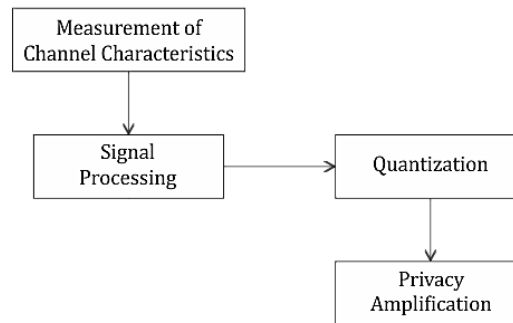 Measurement of
Channel Characteristics
Signal
Processing
Quantization
Privacy
Amplification